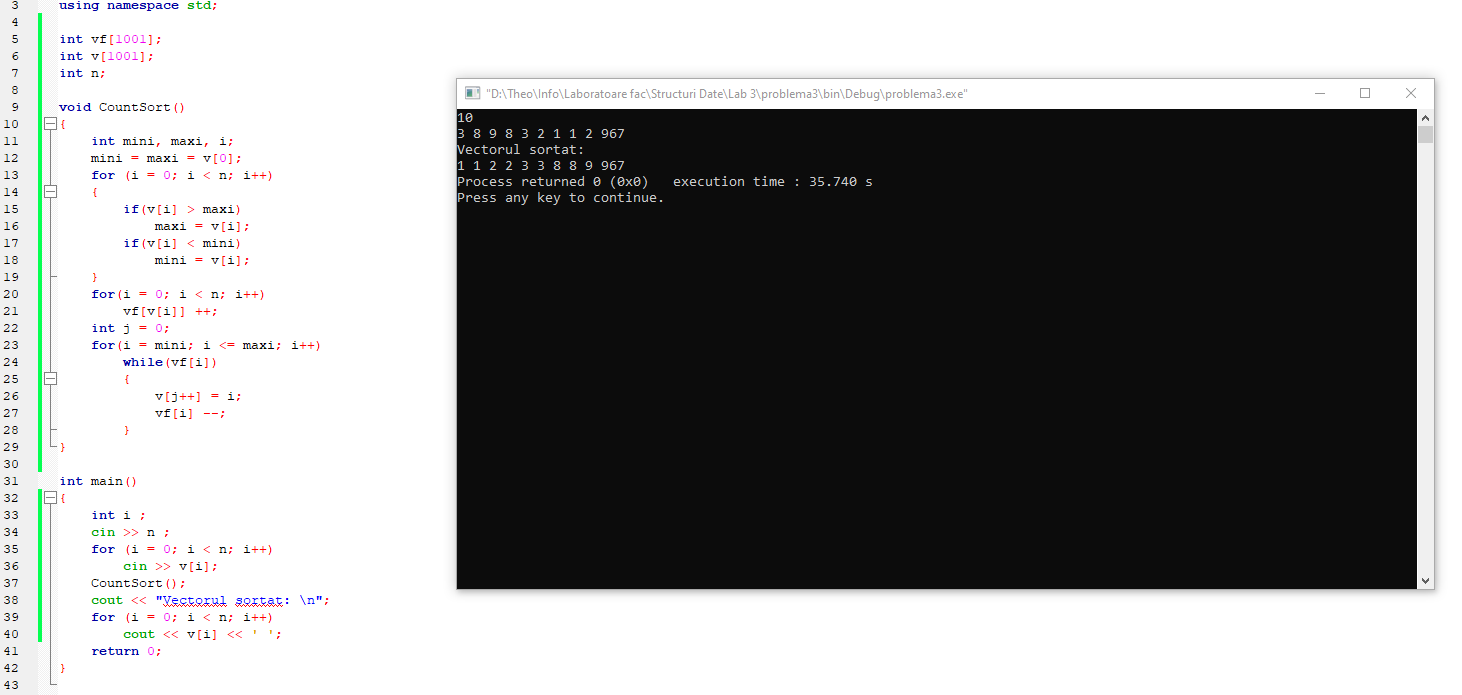 3 using namespace std;
4
5 int vf[1001];
6 int v[1001];
7 int n;
8
9 void CountSort()
10 {
11 int mini, maxi, i;
12 mini = maxi = v[0];
13 for (i = 0; i < n; i++)
14 {
15 if(v[i] > maxi)
16 maxi = v[i];
17 if(v[i] < mini)
18 mini = v[i];
19 }
20 for(i = 0; i < n; i++)
21 vf[v[i]] ++;
22 int j = 0;
23 for(i = mini; i <= maxi; i++)
24 while(vf[i])
25 {
26 v[j++] = i;
27 vf[i] --;
28 }
29 }
30
31 int main()
32 {
33 int i ;
34 cin >> n ;
35 for (i = 0; i < n; i++)
36 cin >> v[i];
37 CountSort();
38 cout << "Vectorul sortat: \n";
39 for (i = 0; i < n; i++)
40 cout << v[i] << ' ';
41 return 0;
42 }
43
"D:\Theo\Info\Laboratoare fac\Structuri Date\Lab 3\problema3\bin\Debug\problema3.exe"
10
3 8 9 8 3 2 1 1 2 967
Vectorul sortat:
1 1 2 2 3 3 8 8 9 967
Process returned 0 (0x0) execution time : 35.740 s
Press any key to continue.